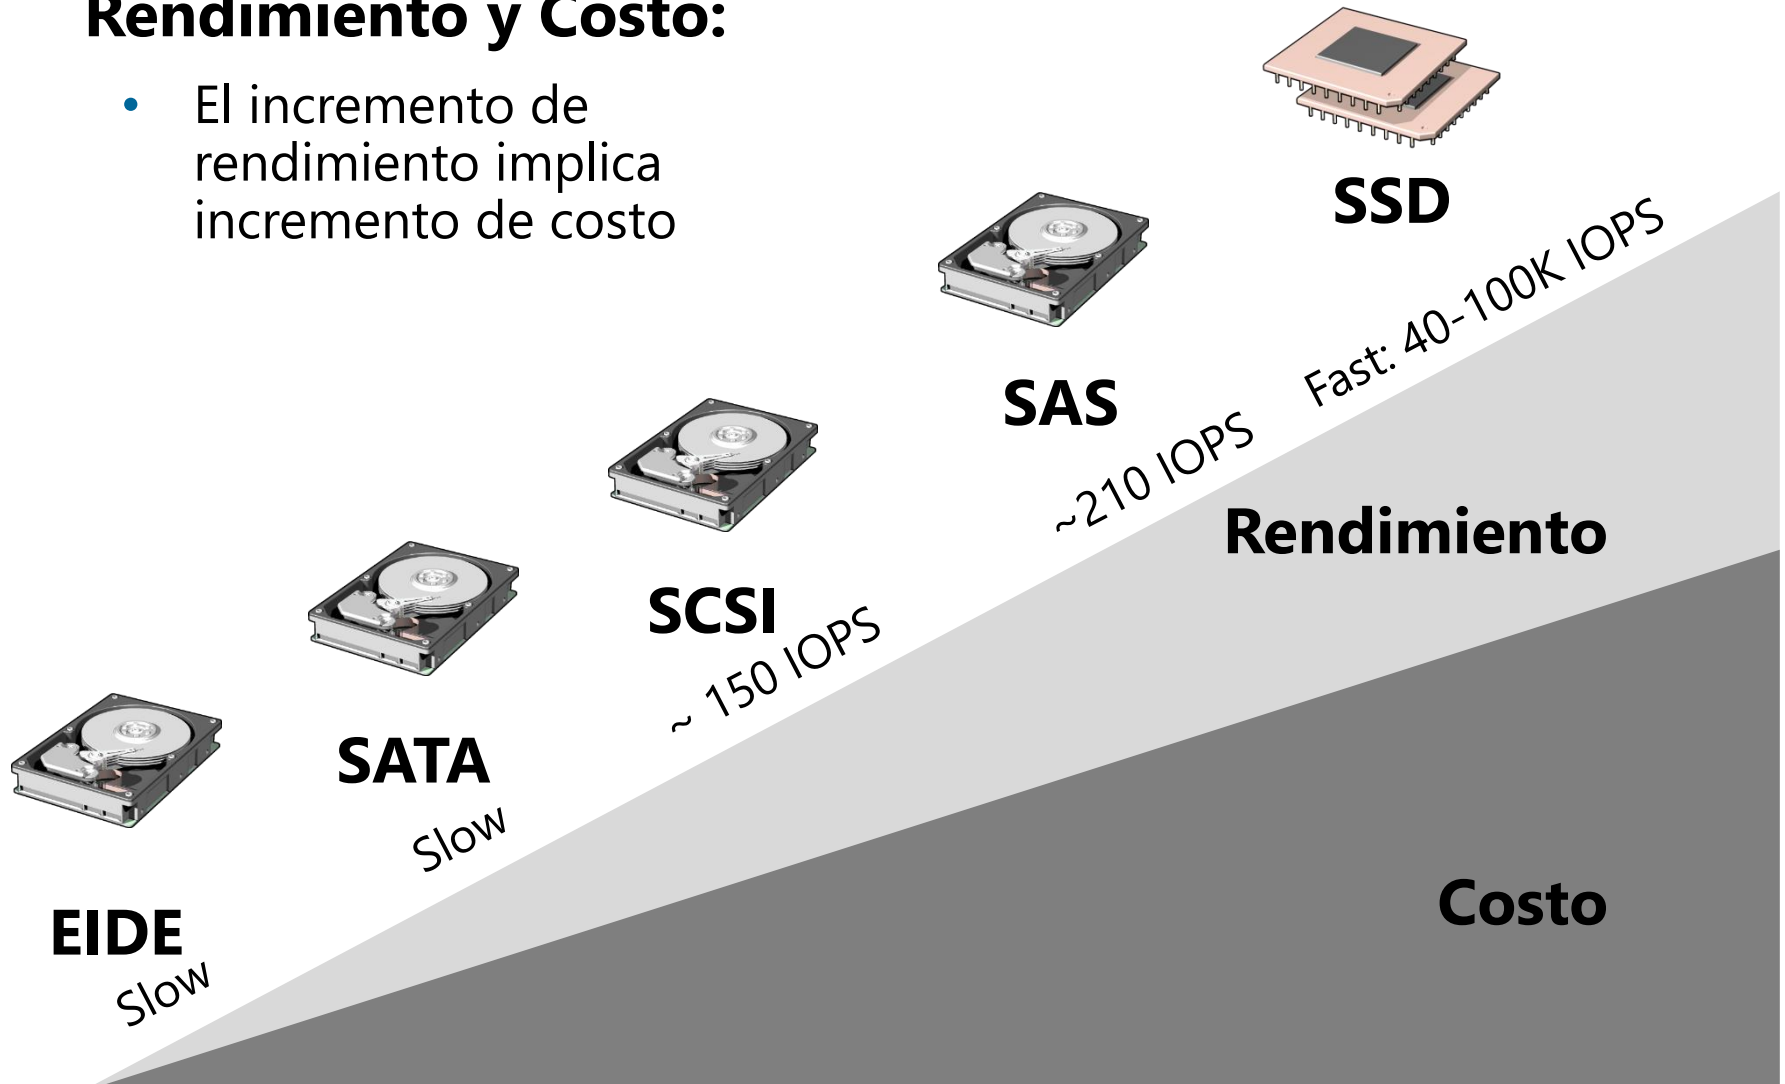 Rendimiento y Costo:
• El incremento de
rendimiento implica
incremento de costo
SSD
Fast: 40-100K IOPS
SAS
~210 IOPS
Rendimiento
SCSI
~ 150 IOPS
SATA
Slow
Costo
EIDE
Slow